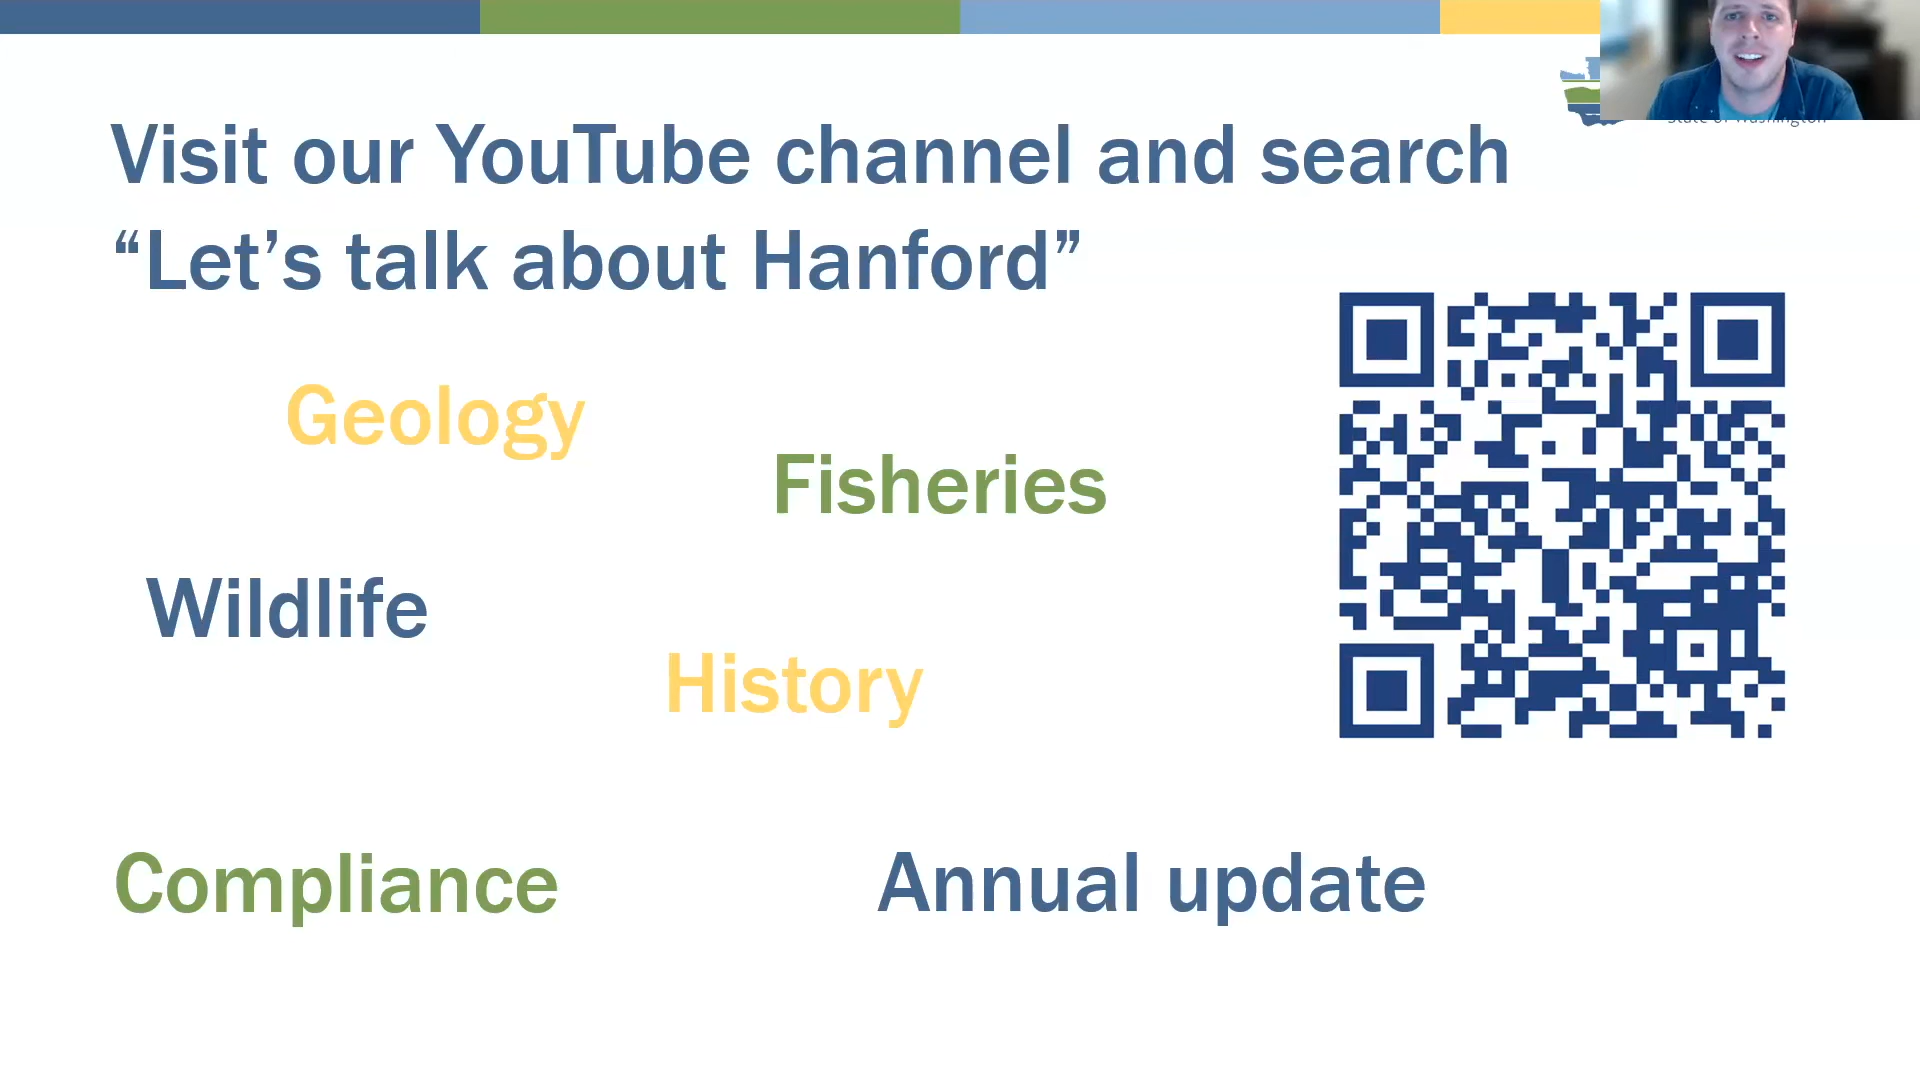 Visit our YouTube channel and search
“Let’s talk about Hanford”
Geology
Fisheries
Wildlife
History
Compliance
Annual update